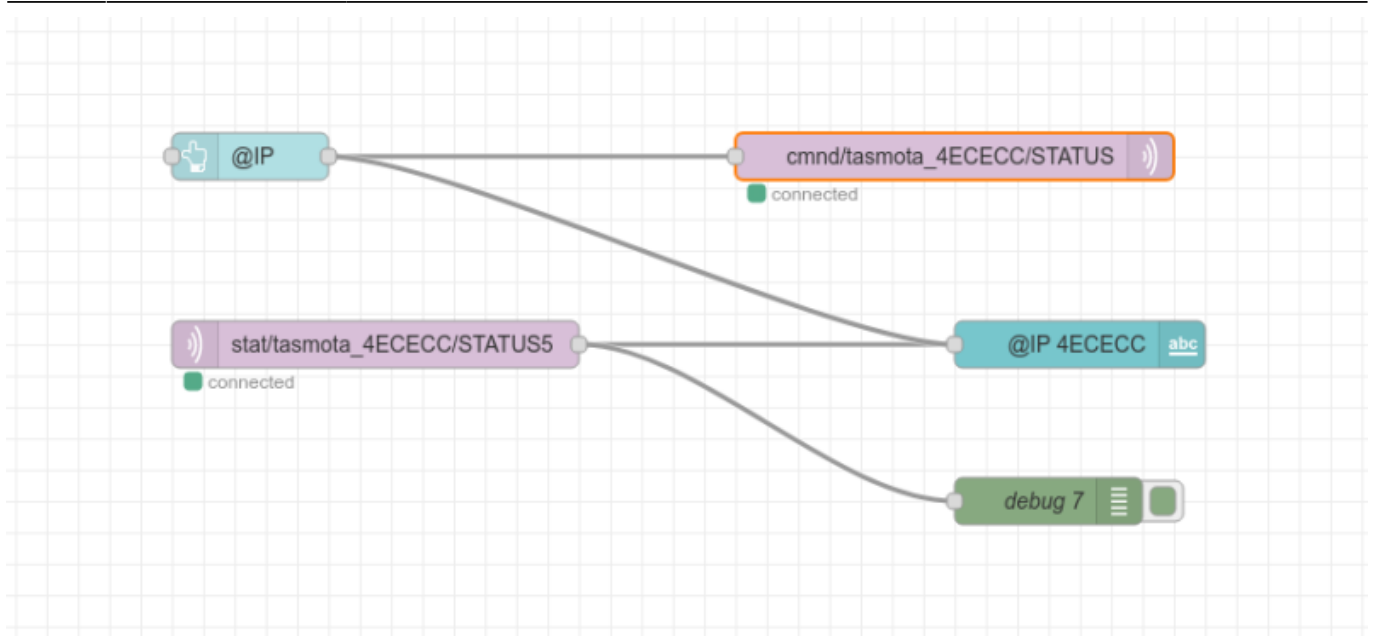 @IP
cmnd/tasmota_4ECECC/STATUS
connected
stat/tasmota_4ECECC/STATUS5
connected
@IP 4ECECC
abc
debug 7